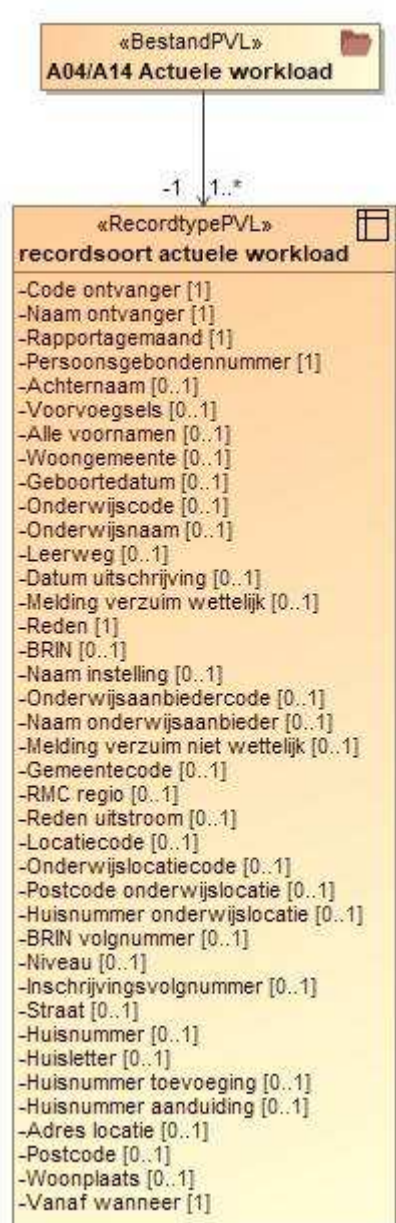 «BestandPVL»
A04/A14 Actuele workload
-1 1..*
«RecordtypePVL»
recordsoort actuele workload
-Code ontvanger [1]
-Naam ontvanger [1]
-Rapportagemaand [1]
-Persoonsgebondennummer [1]
-Achternaam [0..1]
-Voorvoegsels [0..1]
-Alle voornamen [0..1]
-Woongemeente [0..1]
-Geboortedatum [0..1]
-Onderwijscode [0..1]
-Onderwijsnaam [0..1]
-Leerweg [0..1]
-Datum uitschrijving [0..1]
-Melding verzuim wettelijk [0..1]
-Reden [1]
-BRIN [0..1]
-Naam instelling [0..1]
-Onderwijsaanbiedercode [0..1]
-Naam onderwijsaanbieder [0..1]
-Melding verzuim niet wettelijk [0..1]
-Gemeentecode [0..1]
-RMC regio [0..1]
-Reden uitstroom [0..1]
-Locatiecode [0..1]
-Onderwijslocatiecode [0..1]
-Postcode onderwijslocatie [0..1]
-Huisnummer onderwijslocatie [0..1]
-BRIN volgnummer [0..1]
-Niveau [0..1]
-Inschrijvingsvolgnummer [0..1]
-Straat [0..1]
-Huisnummer [0..1]
-Huisletter [0..1]
-Huisnummer toevoeging [0..1]
-Huisnummer aanduiding [0..1]
-Adres locatie [0..1]
-Postcode [0..1]
-Woonplaats [0..1]
-Vanaf wanneer [1]